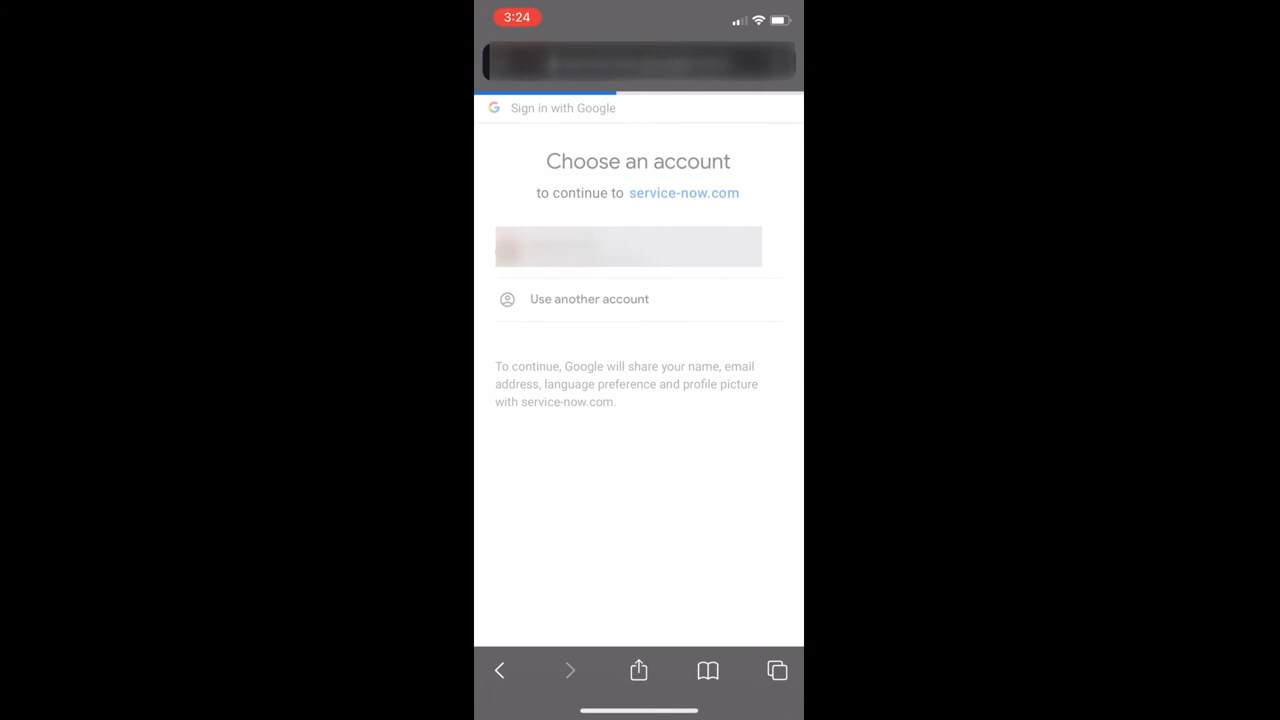 3:24
Sign in with Google
Choose an account
to continue to service-now.com
Use another account
To continue, Google will share your name, email
address, language preference and profile picture
with service-now.com.